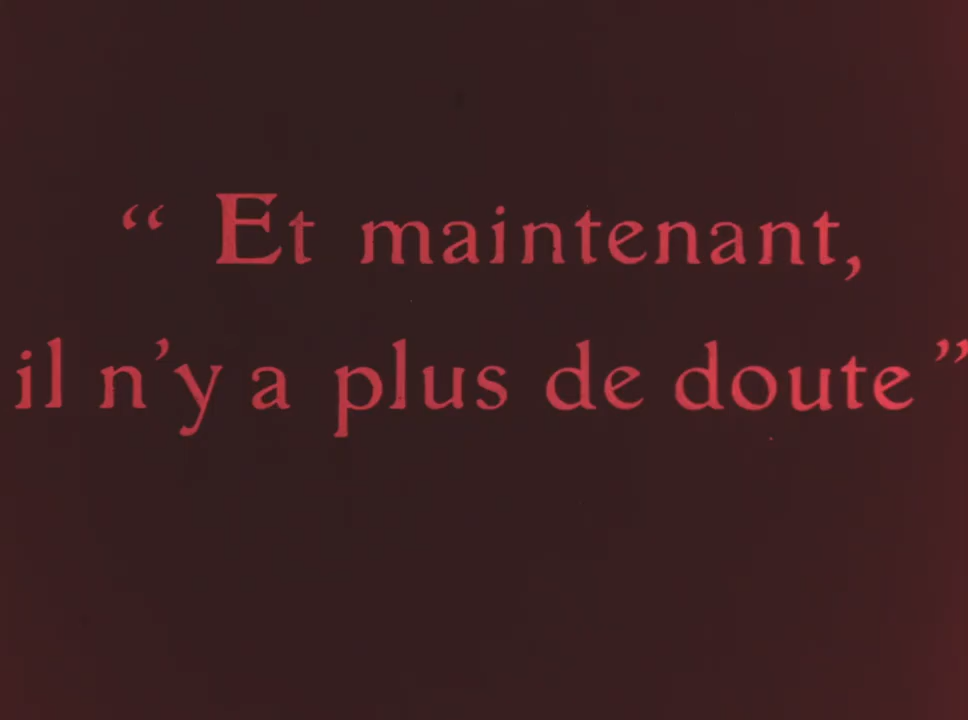 “ Et maintenant,
il n’y a plus de doute ”